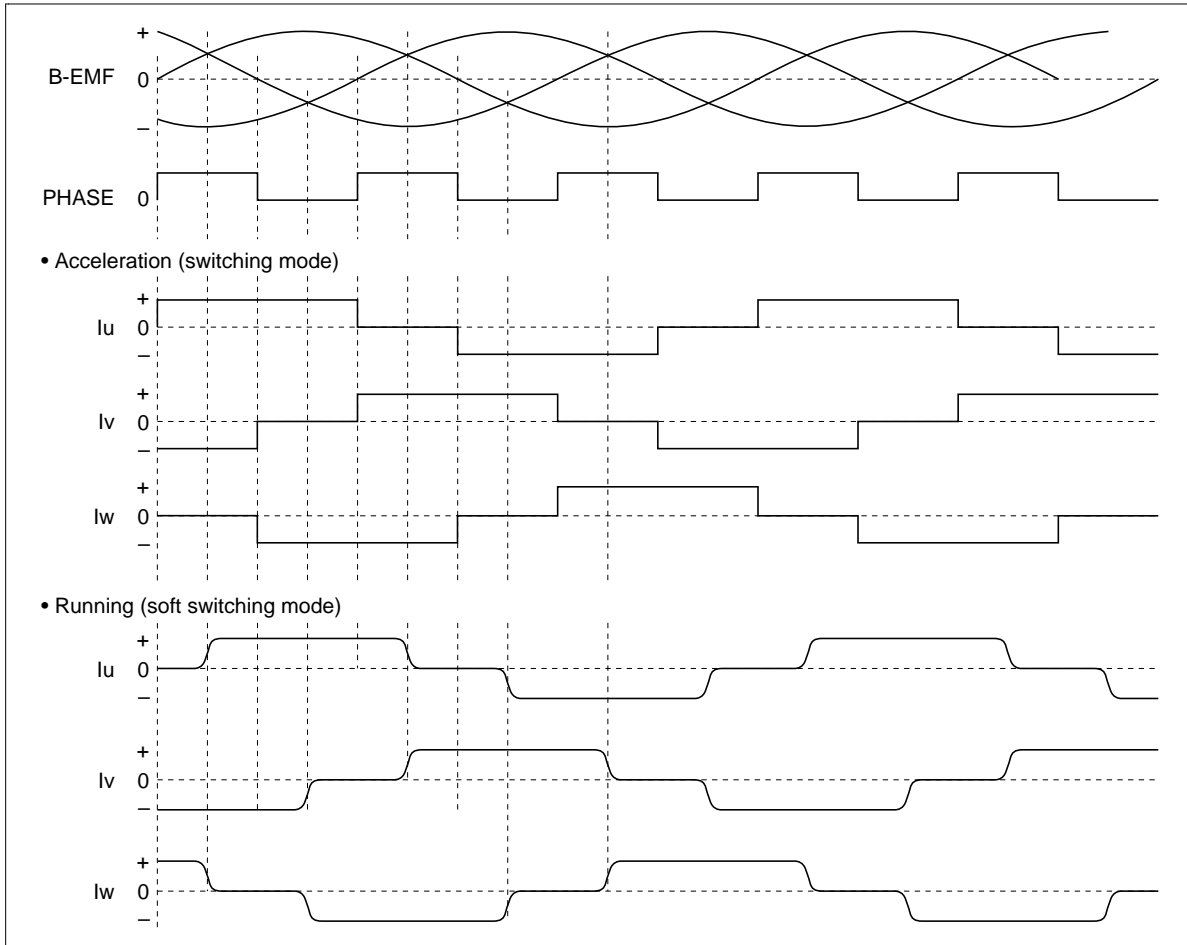 +
B-EMF 0
–
PHASE 0
• Acceleration (switching mode)
+
Iu 0
–
+
Iv 0
–
+
Iw 0
–
• Running (soft switching mode)
+
Iu 0
–
+
Iv 0
–
+
Iw 0
–